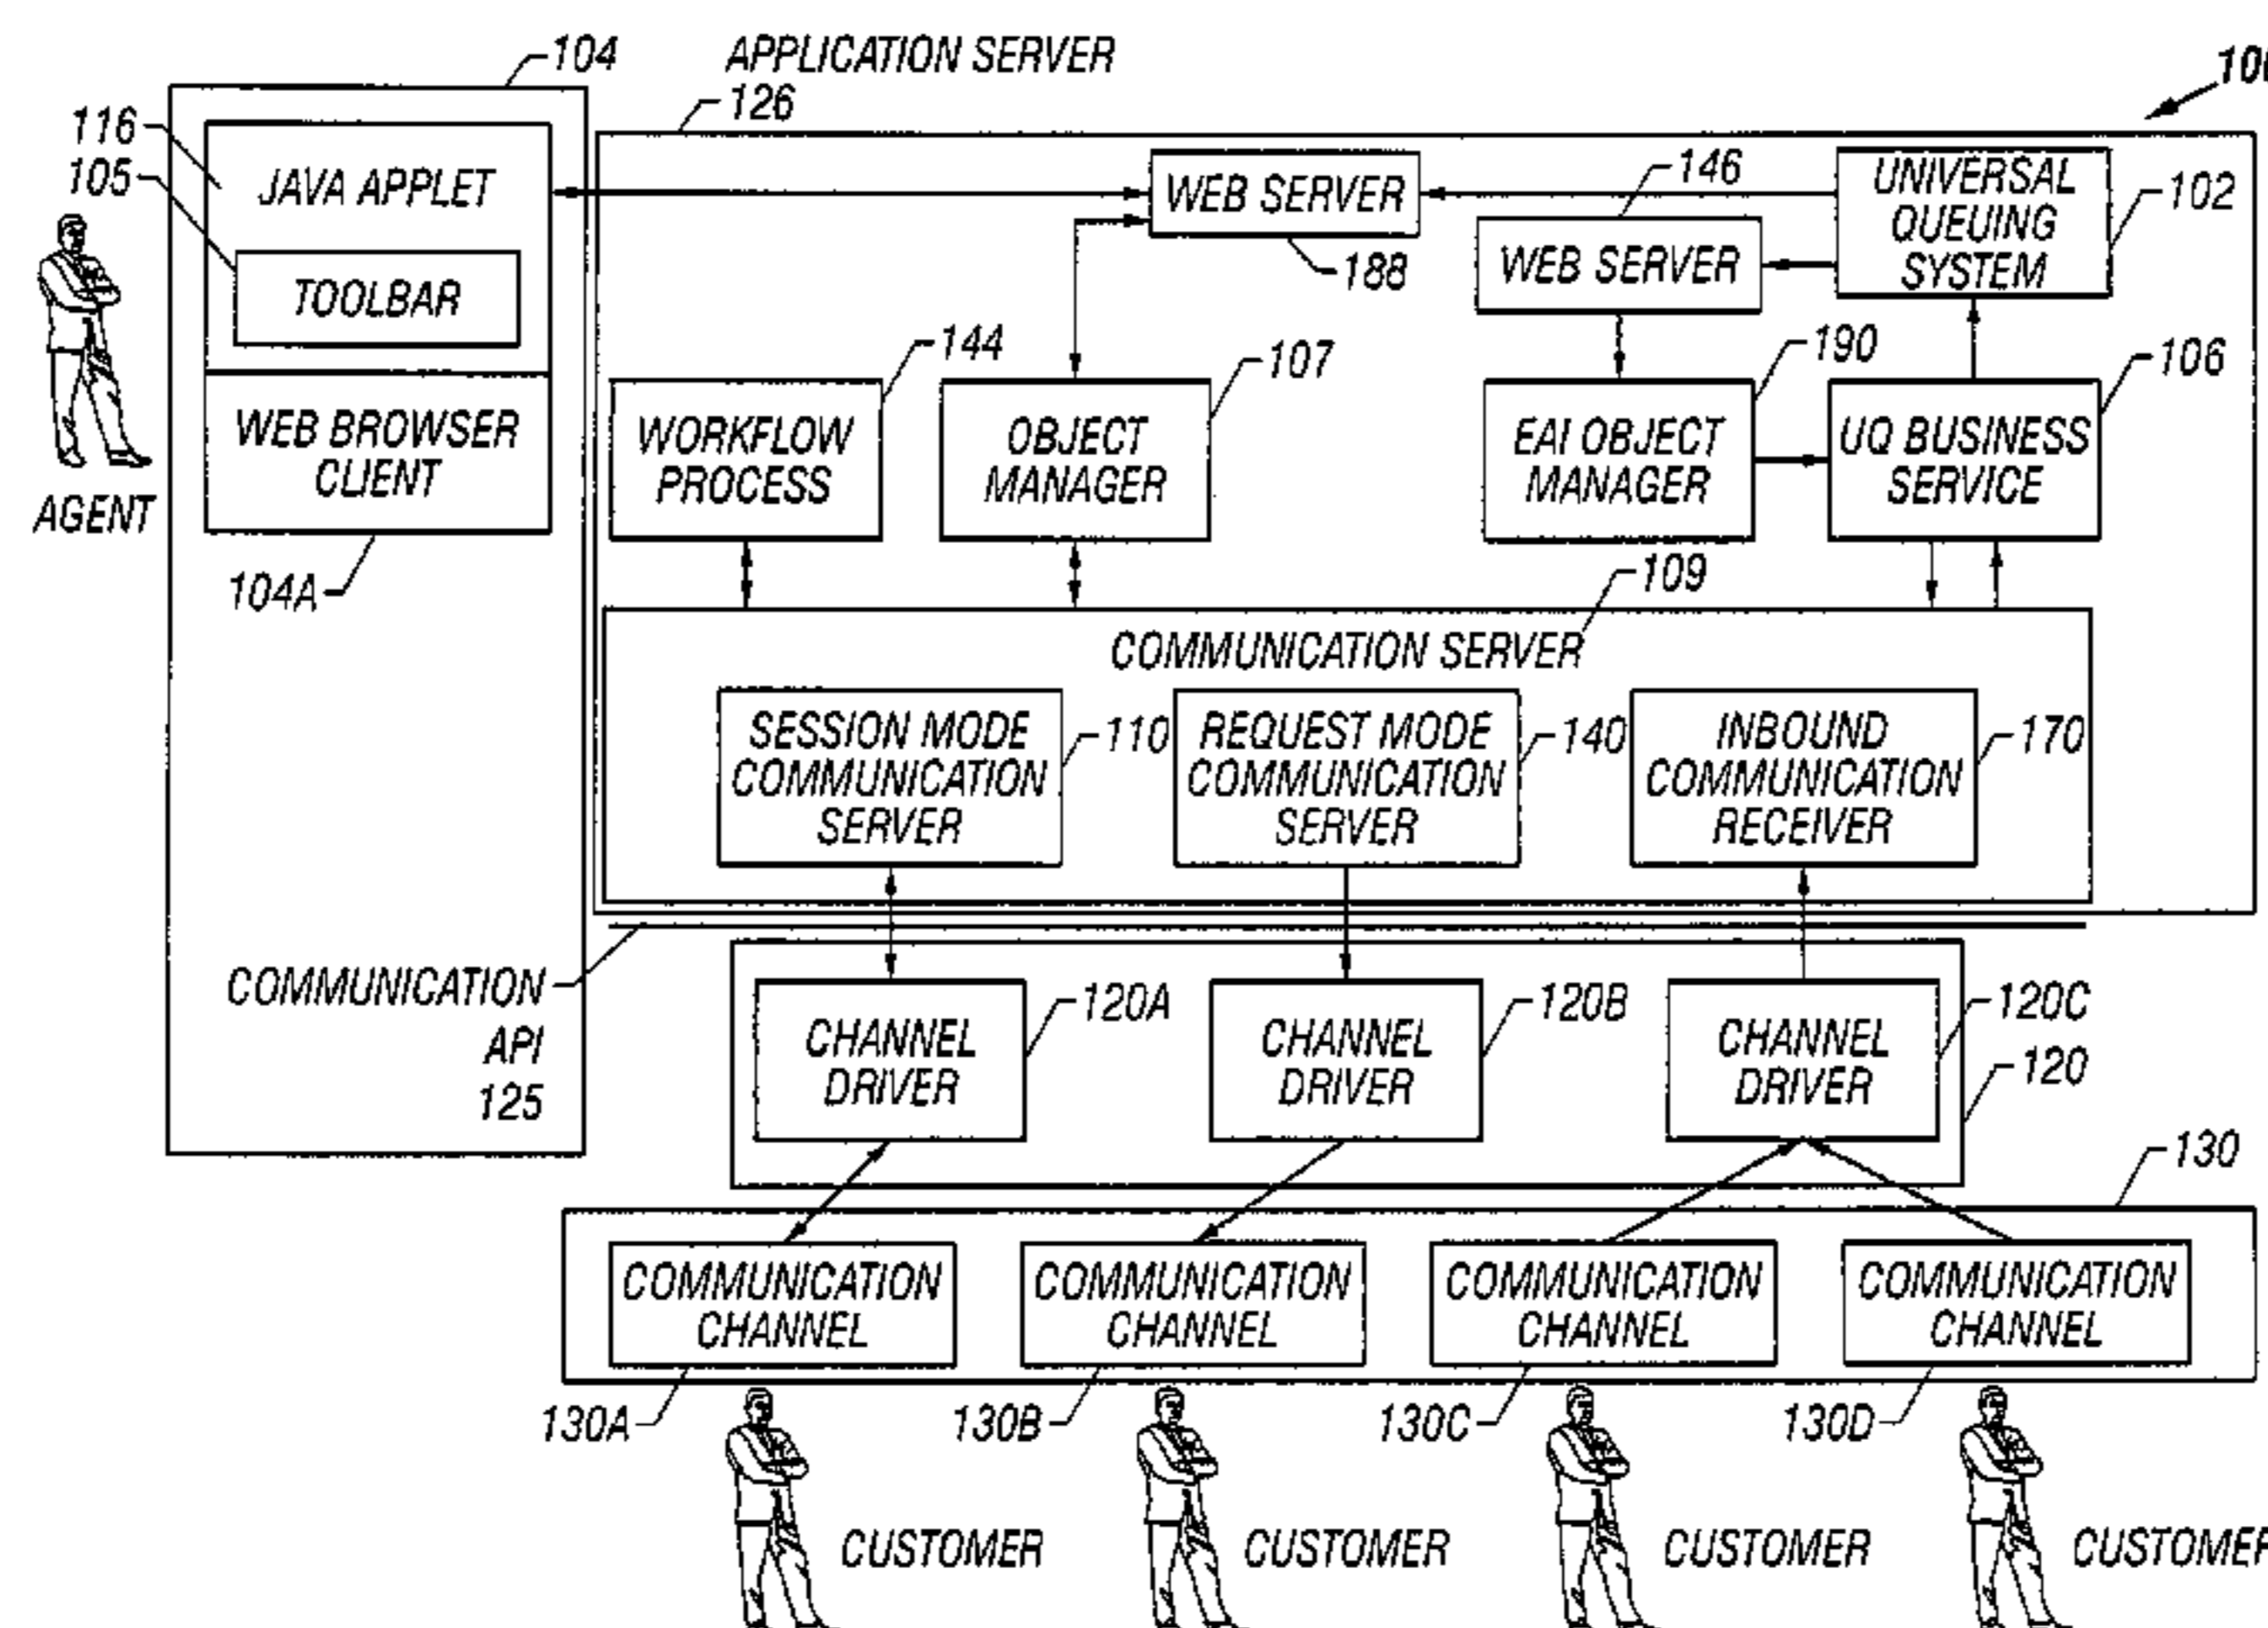 104
APPLICATION SERVER
126
100
116
105
JAVA APPLET
TOOLBAR
WEB BROWSER
CLIENT
104A
AGENT
WEB SERVER
188
146
WEB SERVER
UNIVERSAL
QUEUING
SYSTEM
102
144
WORKFLOW
PROCESS
107
OBJECT
MANAGER
190
EAI OBJECT
MANAGER
106
UQ BUSINESS
SERVICE
109
COMMUNICATION SERVER
SESSION MODE
COMMUNICATION
SERVER
110
REQUEST MODE
COMMUNICATION
SERVER
140
INBOUND
COMMUNICATION
RECEIVER
170
COMMUNICATION
API
125
CHANNEL
DRIVER
120A
CHANNEL
DRIVER
120B
CHANNEL
DRIVER
120C
120
130
COMMUNICATION
CHANNEL
COMMUNICATION
CHANNEL
COMMUNICATION
CHANNEL
COMMUNICATION
CHANNEL
130A
130B
130C
130D
CUSTOMER
CUSTOMER
CUSTOMER
CUSTOMER